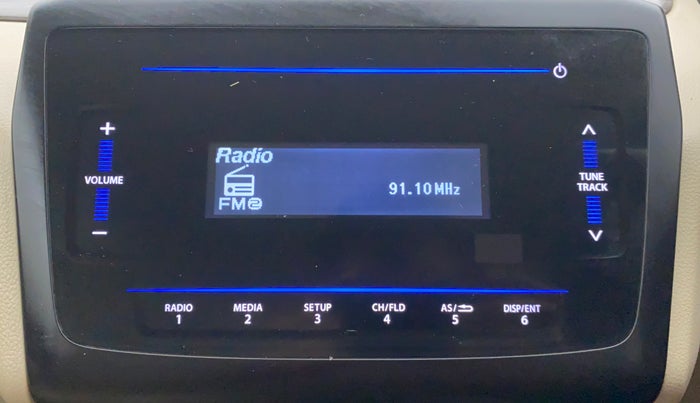 +
VOLUME
−
Radio
FM2
91.10MHz
TUNE
TRACK
RADIO
1
MEDIA
2
SETUP
3
CH/FLD
4
AS/
5
DISP/ENT
6